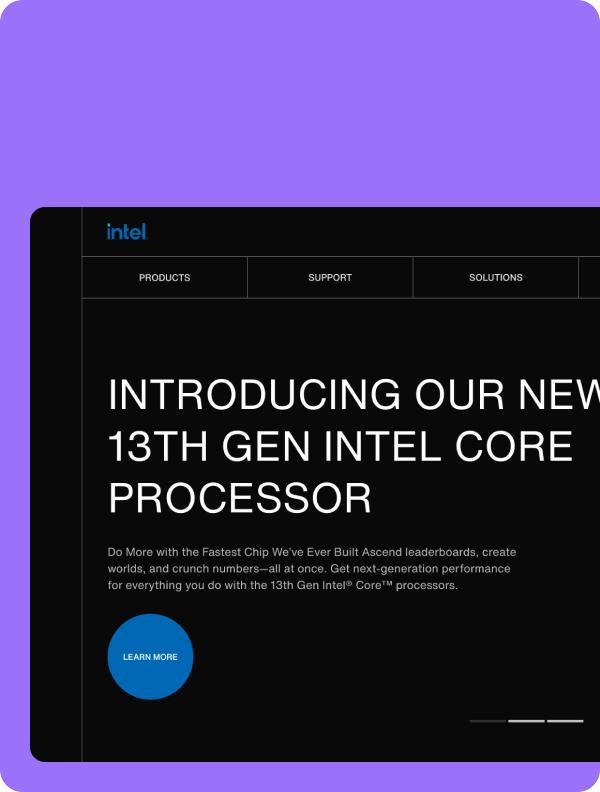 intel
PRODUCTS
SUPPORT
SOLUTIONS
INTRODUCING OUR NEW
13TH GEN INTEL CORE
PROCESSOR
Do More with the Fastest Chip We've Ever Built Ascend leaderboards, create
worlds, and crunch numbers—all at once. Get next-generation performance
for everything you do with the 13th Gen Intel® Core™ processors.
LEARN MORE